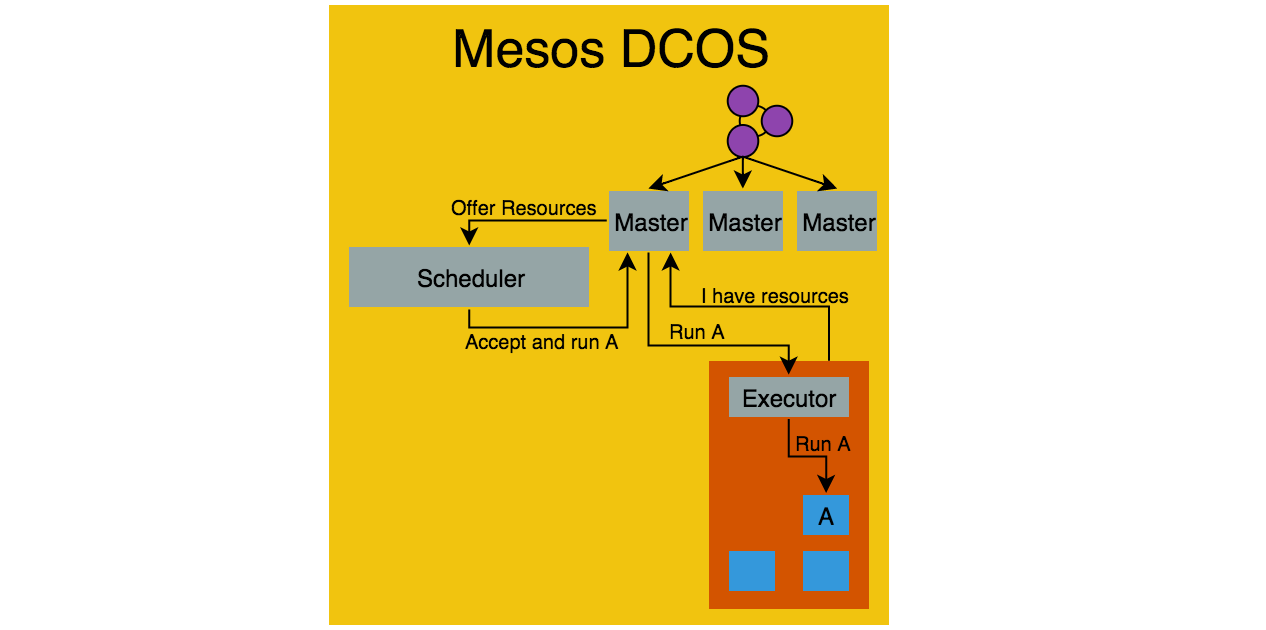 Mesos DCOS
Offer Resources
Master
Master
Master
Scheduler
I have resources
Accept and run A
Run A
Executor
Run A
A